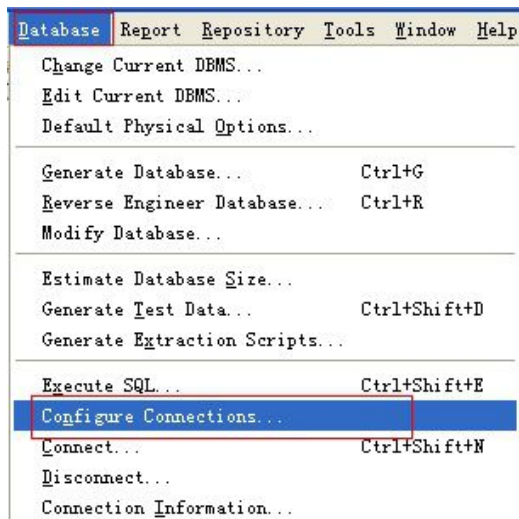 Database Report Repository Tools Window Help
Change Current DBMS...
Edit Current DBMS...
Default Physical Options...
Generate Database... Ctrl+G
Reverse Engineer Database... Ctrl+R
Modify Database...
Estimate Database Size...
Generate Test Data... Ctrl+Shift+D
Generate Extraction Scripts...
Execute SQL... Ctrl+Shift+E
Configure Connections...
Connect... Ctrl+Shift+N
Disconnect...
Connection Information...